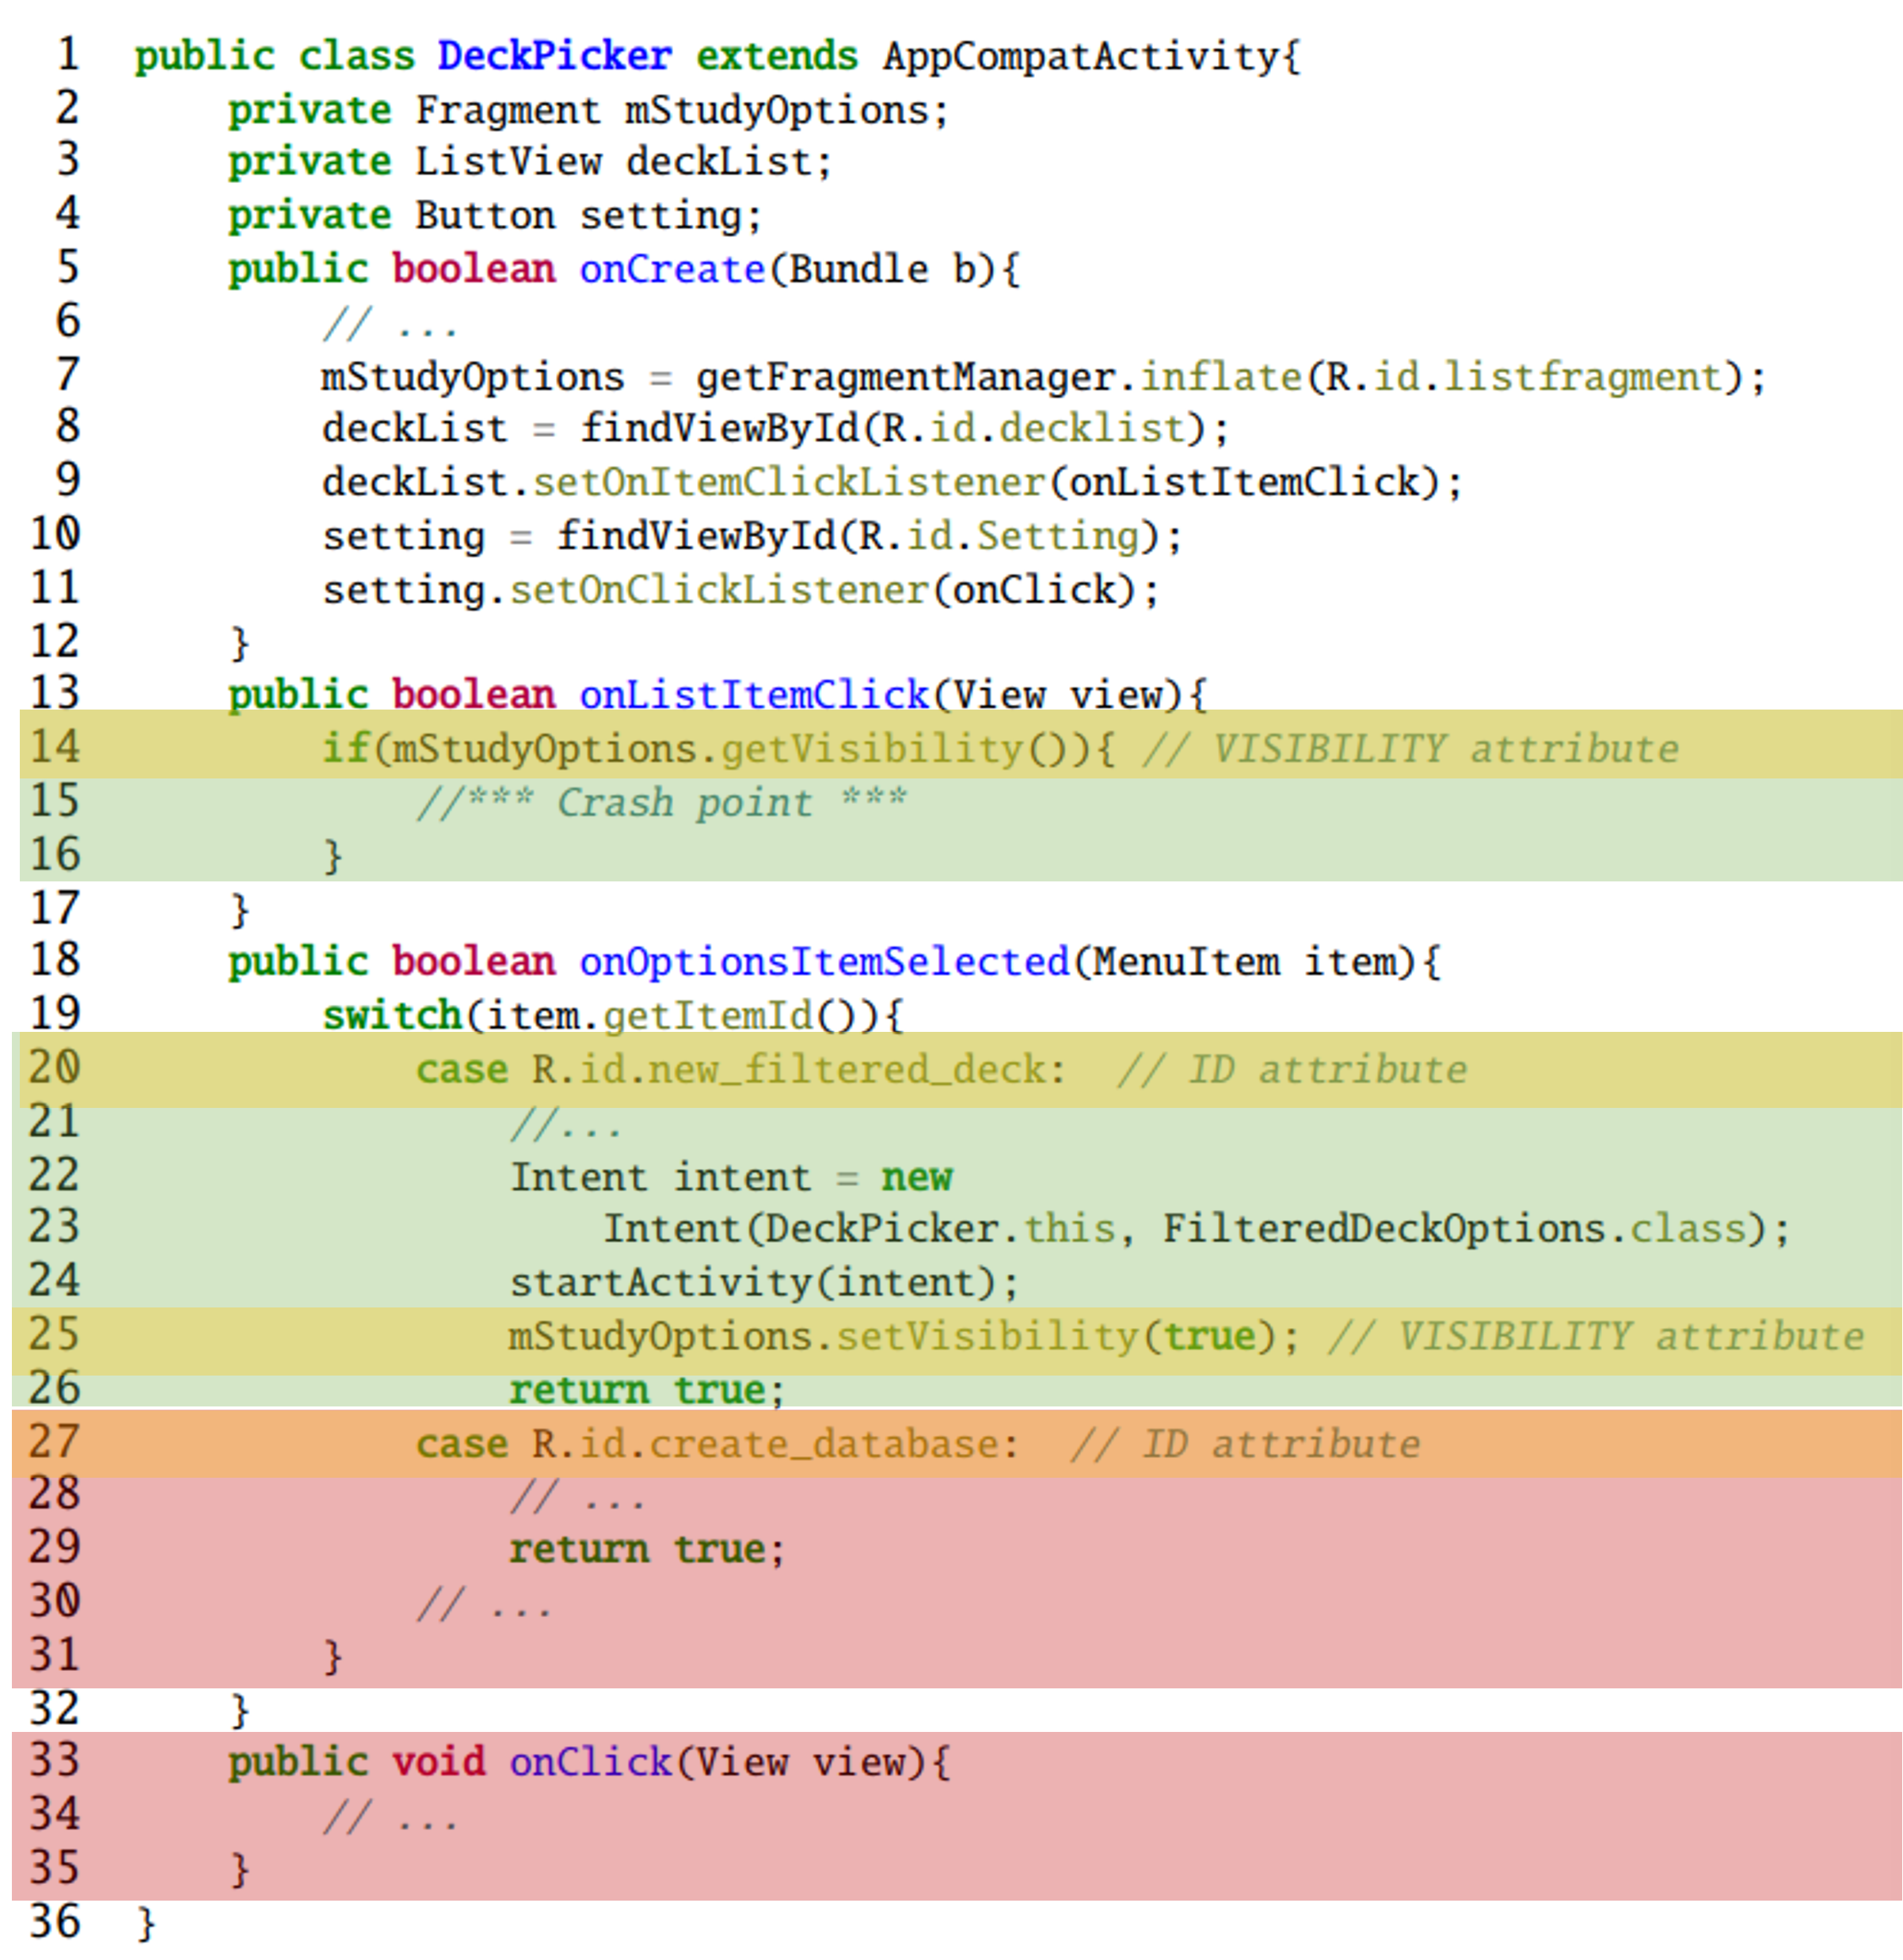 1 public class DeckPicker extends AppCompatActivity{
2 private Fragment mStudyOptions;
3 private ListView deckList;
4 private Button setting;
5 public boolean onCreate(Bundle b){
6 // ...
7 mStudyOptions = getFragmentManager.inflate(R.id.listfragment);
8 deckList = findViewById(R.id.decklist);
9 deckList.setOnItemClickListener(onListItemClick);
10 setting = findViewById(R.id.Setting);
11 setting.setOnClickListener(onClick);
12 }
13 public boolean onListItemClick(View view){
14 if(mStudyOptions.getVisibility()){ // VISIBILITY attribute
15 //*** Crash point ***
16 }
17 }
18 public boolean onOptionsItemSelected(MenuItem item){
19 switch(item.getItemId()){
20 case R.id.new_filtered_deck: // ID attribute
21 //...
22 Intent intent = new
23 Intent(DeckPicker.this, FilteredDeckOptions.class);
24 startActivity(intent);
25 mStudyOptions.setVisibility(true); // VISIBILITY attribute
26 return true;
27 case R.id.create_database: // ID attribute
28 // ...
29 return true;
30 // ...
31 }
32 }
33 public void onClick(View view){
34 // ...
35 }
36 }